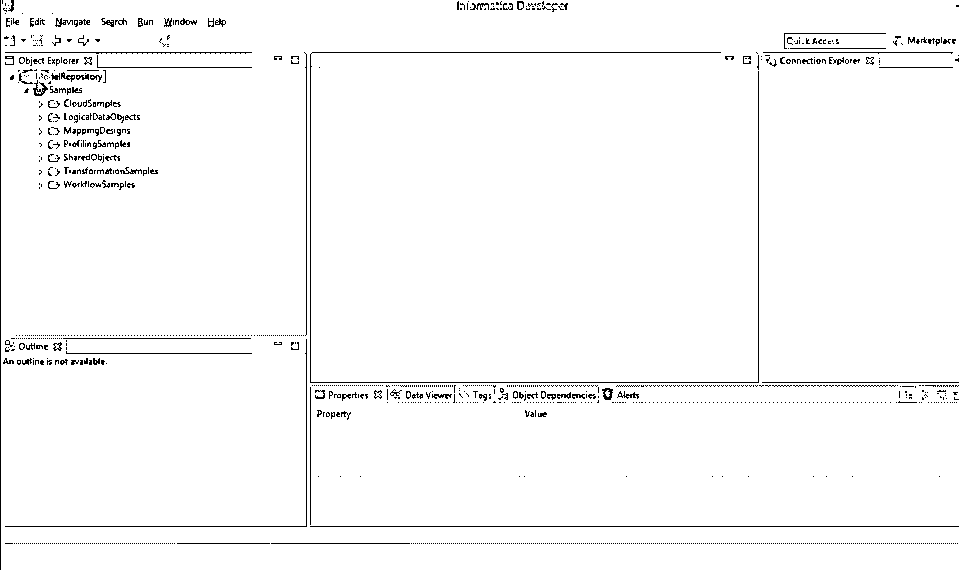 Informatica Developer
File Edit Navigate Search Run Window Help
Quick Access Marketplace
Object Explorer
Connection Explorer
ModelRepository
Samples
CloudSamples
LogicalDataObjects
MappingDesigns
ProfilingSamples
SharedObjects
TransformationSamples
WorkflowSamples
Outline
An outline is not available.
Properties Data Viewer Tags Object Dependencies Alerts
Property Value